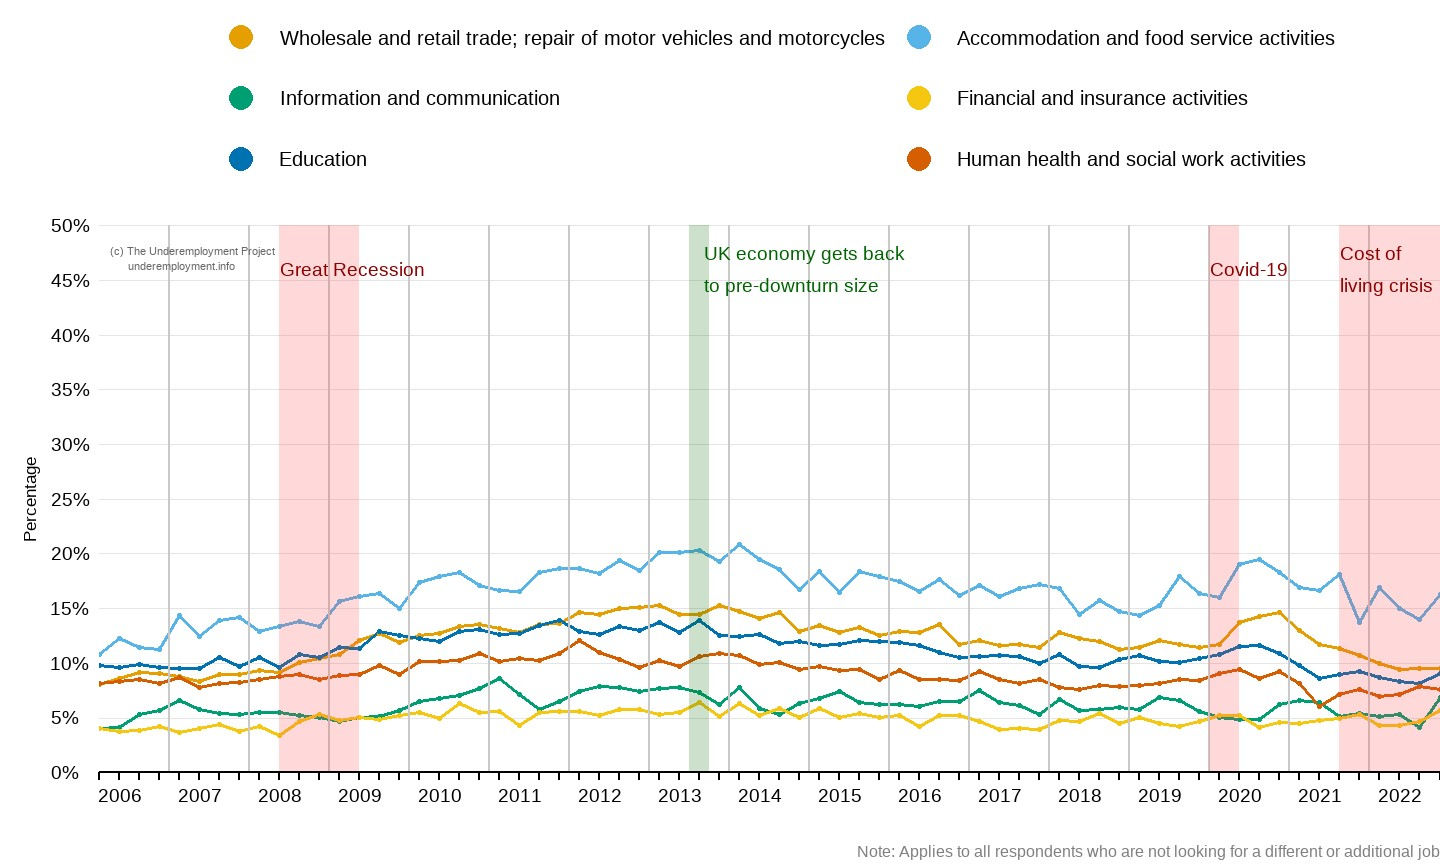 Wholesale and retail trade; repair of motor vehicles and motorcycles
Accommodation and food service activities
Information and communication
Financial and insurance activities
Education
Human health and social work activities
50%
45%
40%
35%
30%
25%
20%
15%
10%
5%
0%
Percentage
(c) The Underemployment Project
underemployment.info
Great Recession
UK economy gets back
to pre-downturn size
Covid-19
Cost of
living crisis
2006 2007 2008 2009 2010 2011 2012 2013 2014 2015 2016 2017 2018 2019 2020 2021 2022
Note: Applies to all respondents who are not looking for a different or additional job